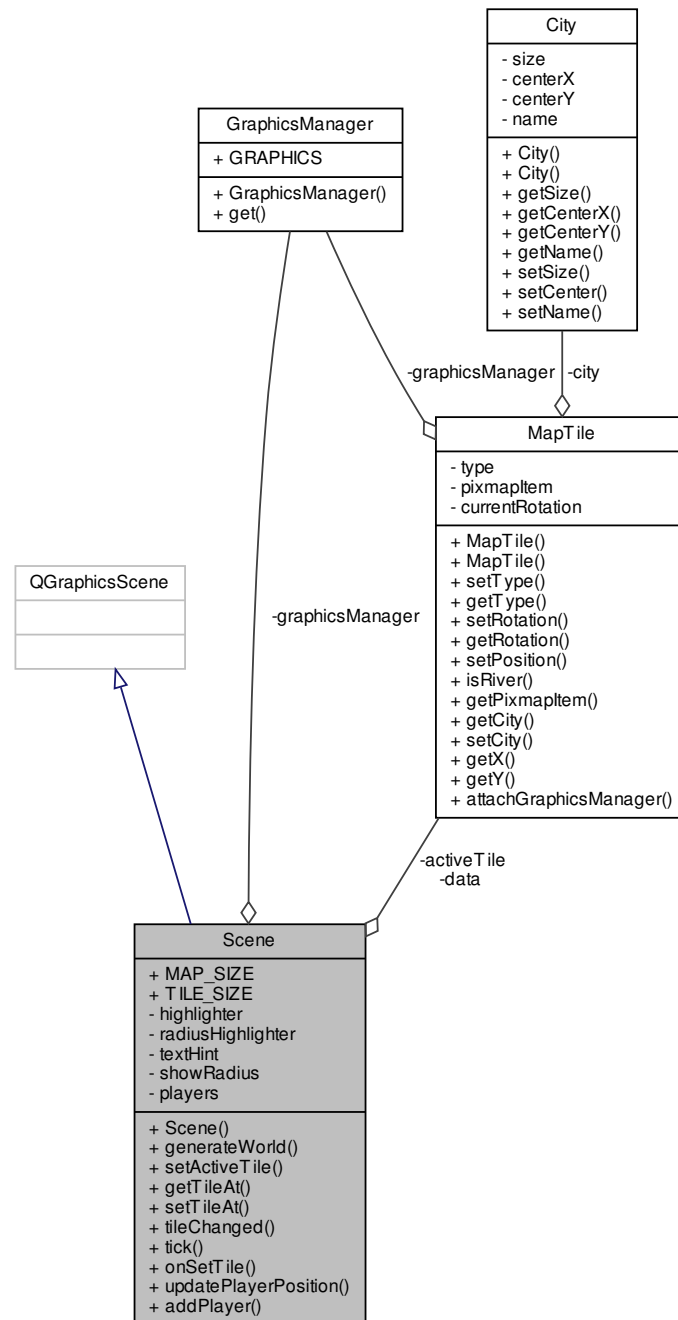 City
- size
- centerX
- centerY
- name
+ City()
+ City()
+ getSize()
+ getCenterX()
+ getCenterY()
+ getName()
+ setSize()
+ setCenter()
+ setName()
GraphicsManager
+ GRAPHICS
+ GraphicsManager()
+ get()
-graphicsManager
-city
MapTile
- type
- pixmapItem
- currentRotation
+ MapTile()
+ MapTile()
+ setType()
+ getType()
+ setRotation()
+ getRotation()
+ setPosition()
+ isRiver()
+ getPixmapItem()
+ getCity()
+ setCity()
+ getX()
+ getY()
+ attachGraphicsManager()
QGraphicsScene
-graphicsManager
-activeTile
-data
Scene
+ MAP_SIZE
+ TILE_SIZE
- highlighter
- radiusHighlighter
- textHint
- showRadius
- players
+ Scene()
+ generateWorld()
+ setActiveTile()
+ getTileAt()
+ setTileAt()
+ tileChanged()
+ tick()
+ onSetTile()
+ updatePlayerPosition()
+ addPlayer()